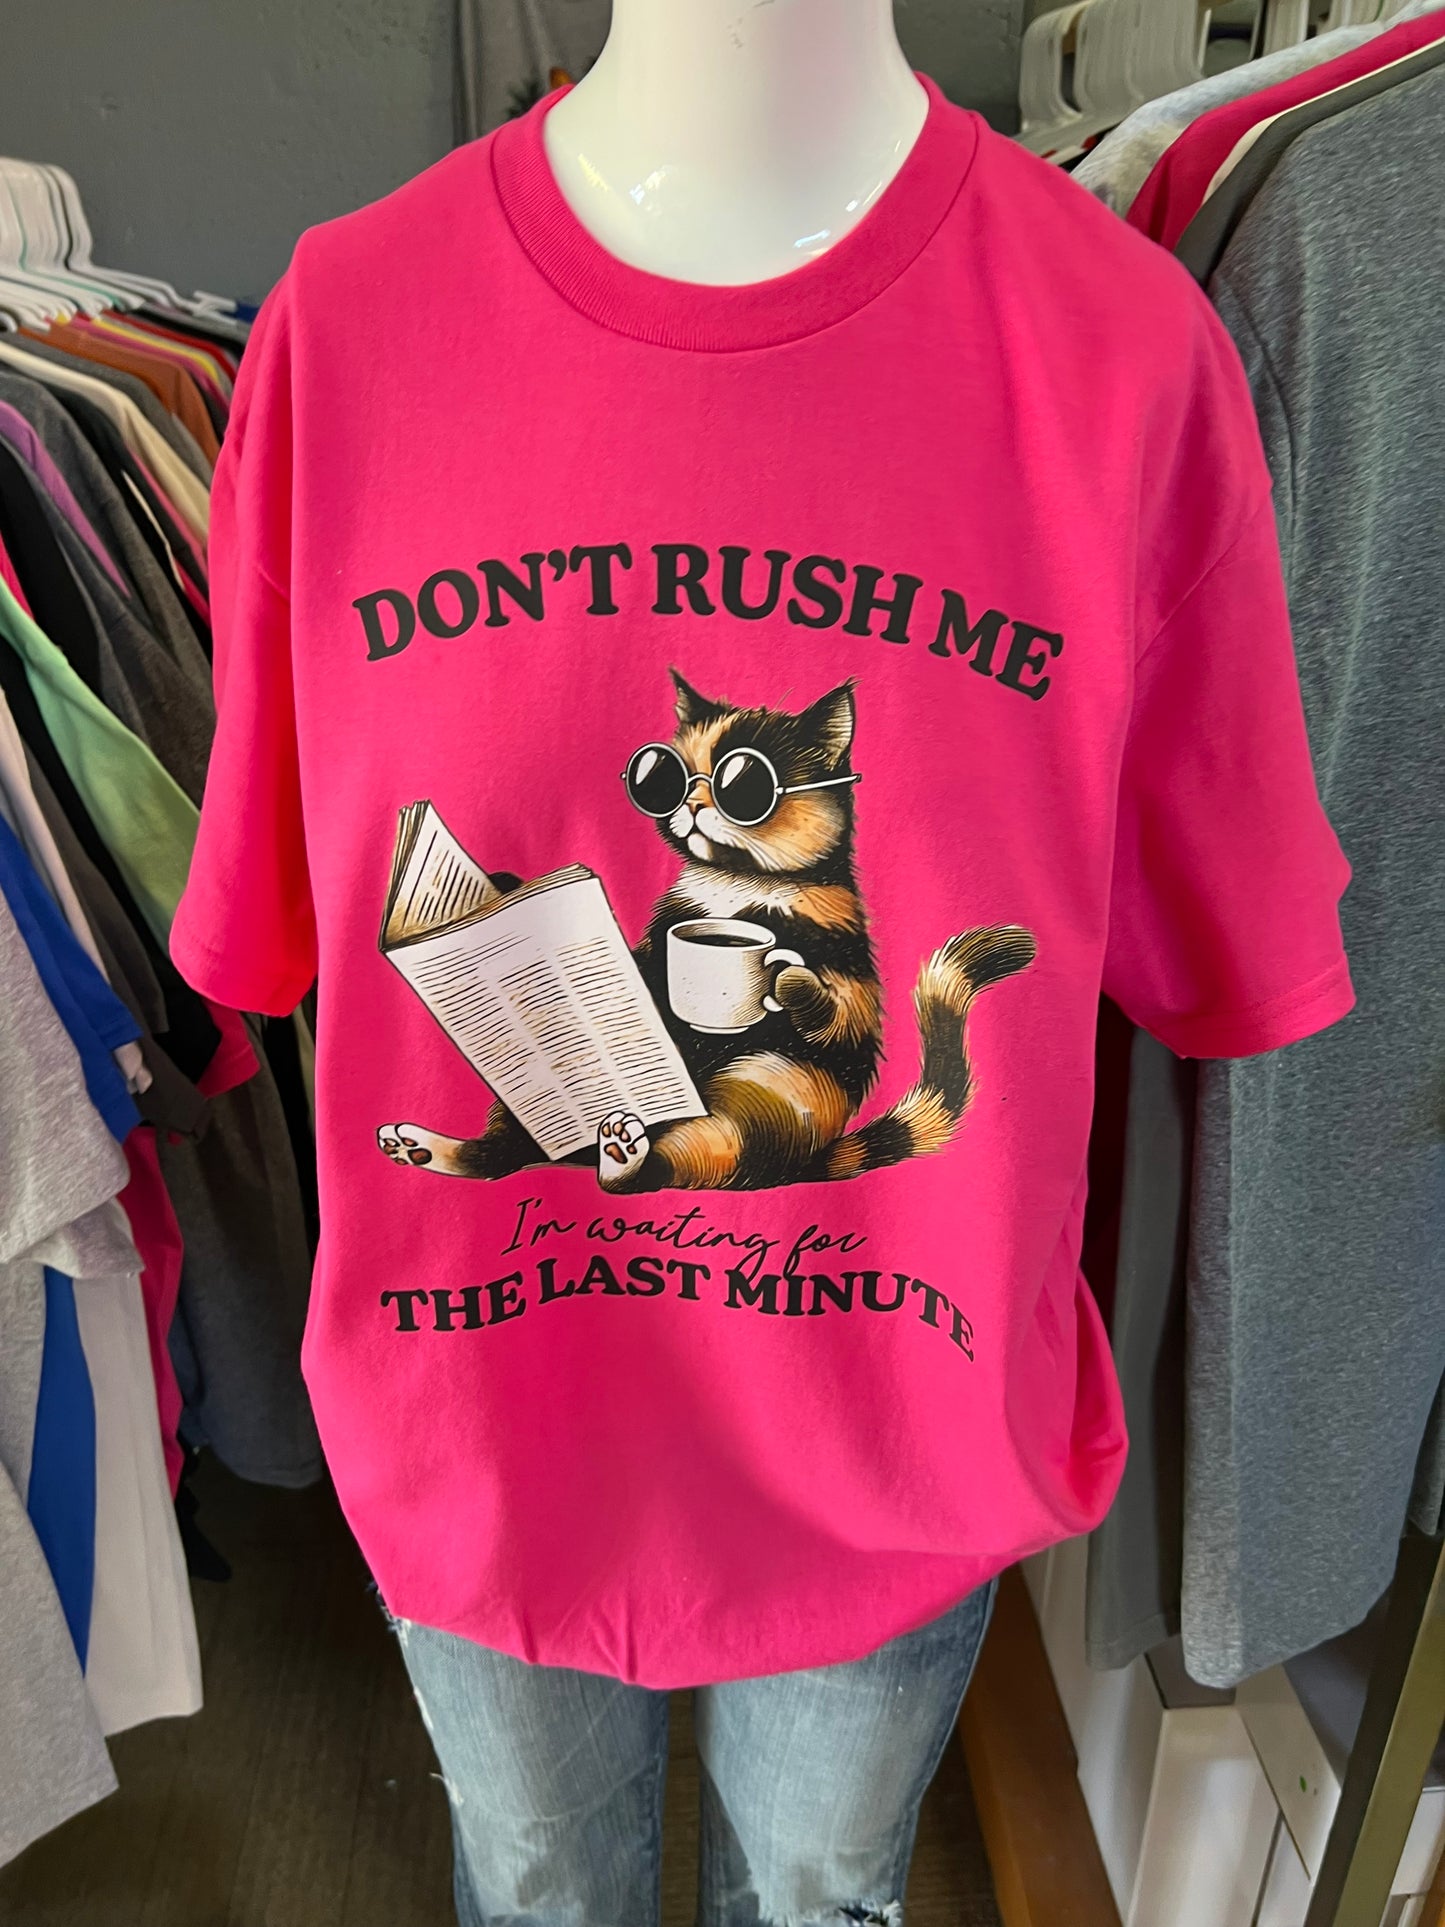 DON'T RUSH ME
I'm waiting for
THE LAST MINUTE